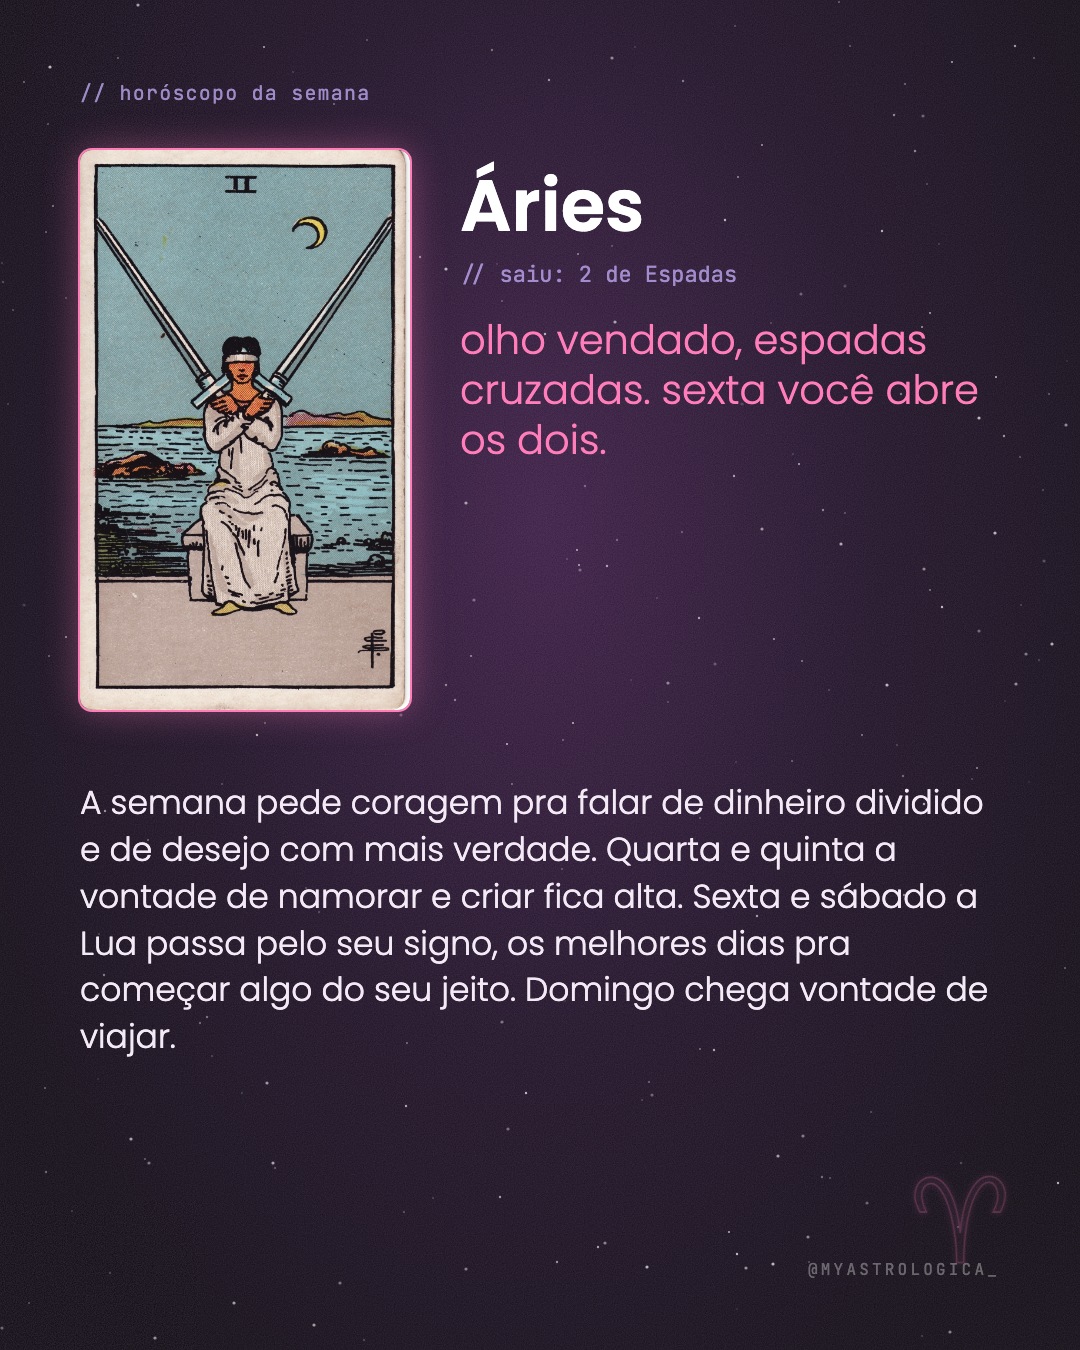 // horóscopo da semana
II
Áries
// saiu: 2 de Espadas
olho vendado, espadas
cruzadas. sexta você abre
os dois.
A semana pede coragem pra falar de dinheiro dividido
e de desejo com mais verdade. Quarta e quinta a
vontade de namorar e criar fica alta. Sexta e sábado a
Lua passa pelo seu signo, os melhores dias pra
começar algo do seu jeito. Domingo chega vontade de
viajar.
@MYASTROLOGICA_